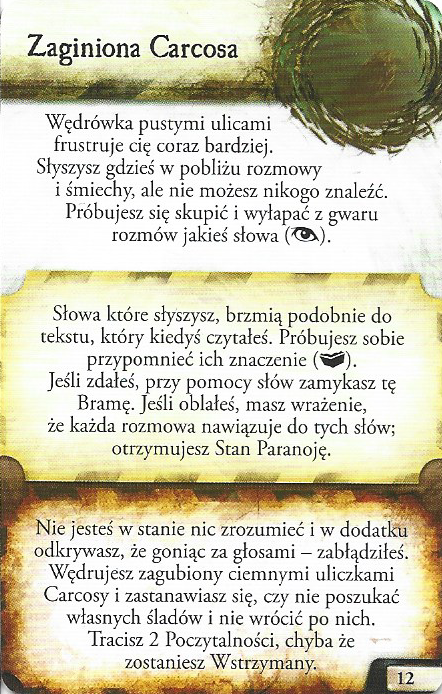 Zaginiona Carcosa
Wędrówka pustymi ulicami
frustruje cię coraz bardziej.
Słyszysz gdzieś w pobliżu rozmowy
i śmiechy, ale nie możesz nikogo znaleźć.
Próbujesz się skupić i wyłapać z gwaru
rozmów jakieś słowa ( ).
Słowa które słyszysz, brzmią podobnie do
tekstu, który kiedyś czytałeś. Próbujesz sobie
przypomnieć ich znaczenie ( ).
Jeśli zdałeś, przy pomocy słów zamykasz tę
Bramę. Jeśli oblałeś, masz wrażenie,
że każda rozmowa nawiązuje do tych słów;
otrzymujesz Stan Paranoję.
Nie jesteś w stanie nic zrozumieć i w dodatku
odkrywasz, że goniąc za głosami – zabłądziłeś.
Wędrujesz zagubiony ciemnymi uliczkami
Carcosy i zastanawiasz się, czy nie poszukać
własnych śladów i nie wrócić po nich.
Tracisz 2 Poczytalności, chyba że
zostaniesz Wstrzymany.
12